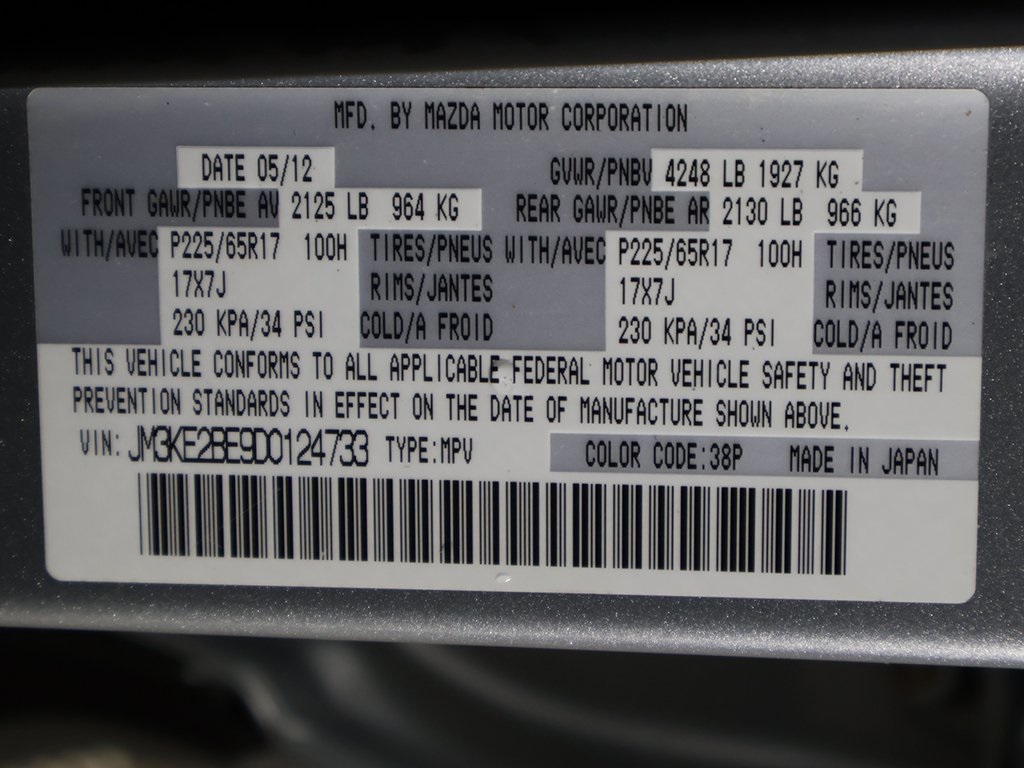 MFD. BY MAZDA MOTOR CORPORATION
DATE 05/12 GVWR/PNBV 4248 LB 1927 KG
FRONT GAWR/PNBE AV 2125 LB 964 KG REAR GAWR/PNBE AR 2130 LB 966 KG
WITH/AVEC P225/65R17 100H TIRES/PNEUS WITH/AVEC P225/65R17 100H TIRES/PNEUS
17X7J RIMS/JANTES 17X7J RIMS/JANTES
230 KPA/34 PSI COLD/A FROID 230 KPA/34 PSI COLD/A FROID
THIS VEHICLE CONFORMS TO ALL APPLICABLE FEDERAL MOTOR VEHICLE SAFETY AND THEFT
PREVENTION STANDARDS IN EFFECT ON THE DATE OF MANUFACTURE SHOWN ABOVE.
VIN: JM3KE2BE9D0124733 TYPE:MPV COLOR CODE:38P MADE IN JAPAN